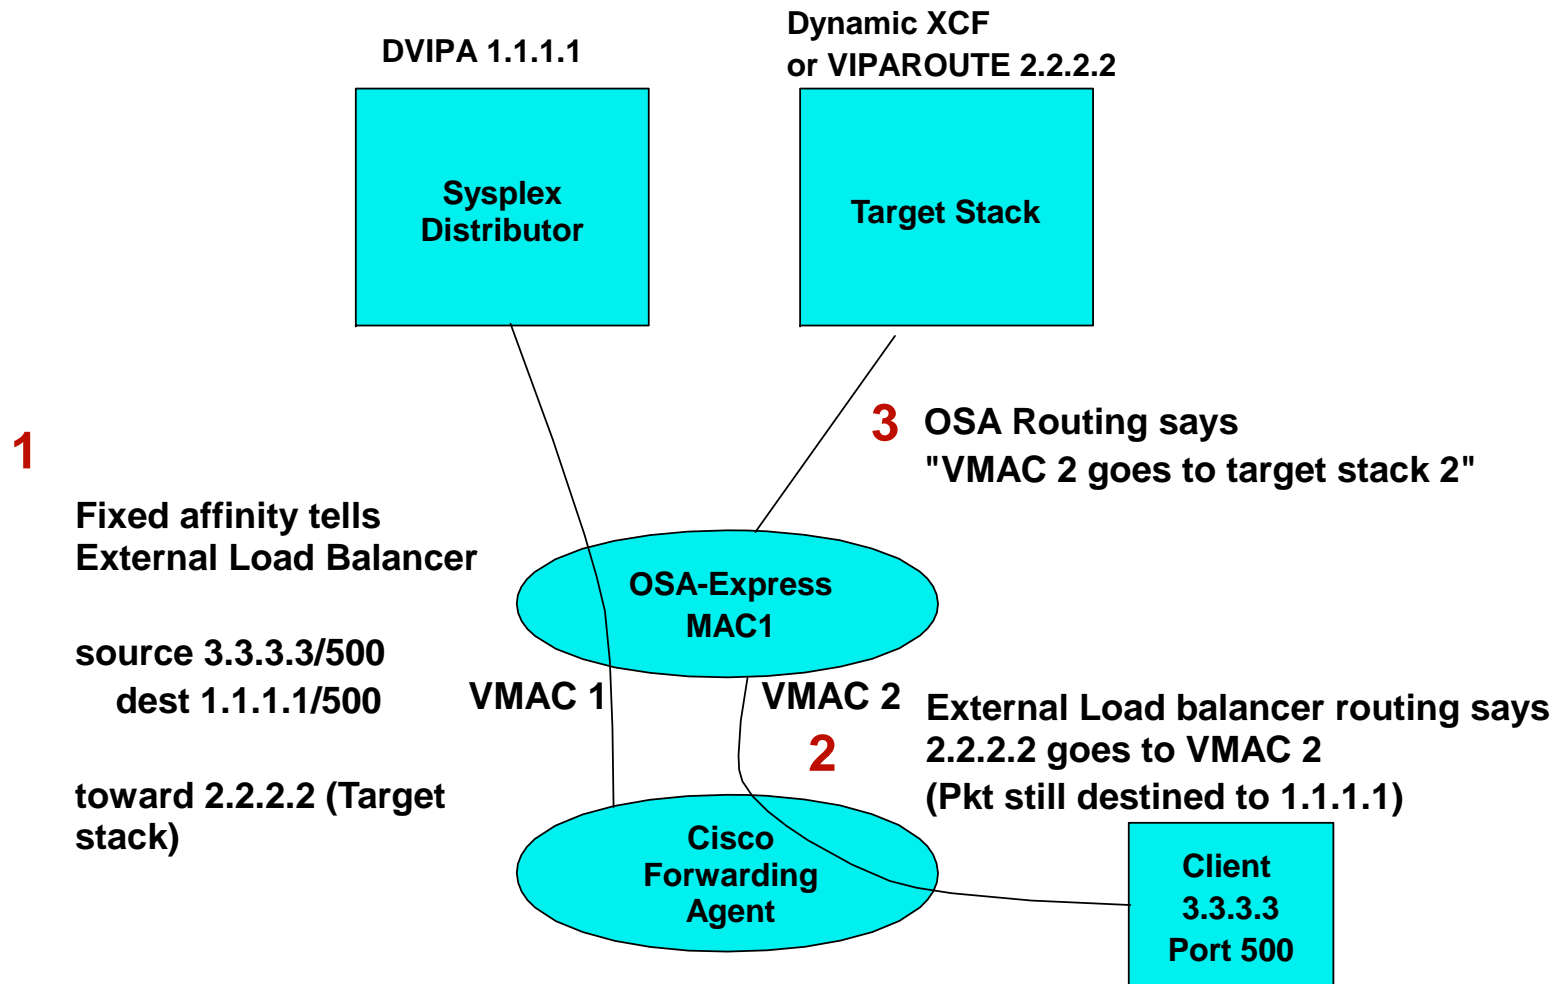 DVIPA 1.1.1.1
Dynamic XCF
or VIPAROUTE 2.2.2.2
Sysplex
Distributor
Target Stack
1
Fixed affinity tells
External Load Balancer
source 3.3.3.3/500
dest 1.1.1.1/500
toward 2.2.2.2 (Target
stack)
3
OSA Routing says
"VMAC 2 goes to target stack 2"
OSA-Express
MAC1
VMAC 1
VMAC 2
2
External Load balancer routing says
2.2.2.2 goes to VMAC 2
(Pkt still destined to 1.1.1.1)
Cisco
Forwarding
Agent
Client
3.3.3.3
Port 500